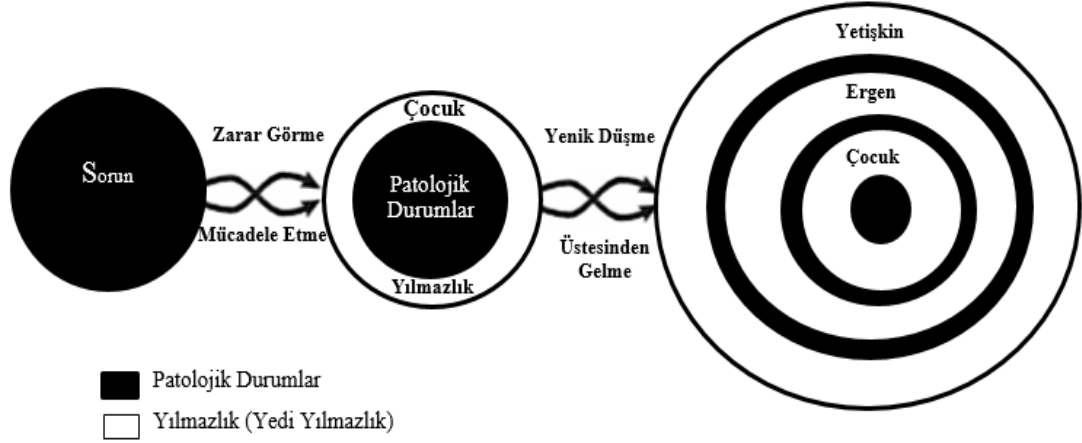 Sorun
Zarar Görme
Mücadele Etme
Çocuk
Patolojik
Durumlar
Yılmazlık
Yenik Düşme
Üstesinden
Gelme
Yetişkin
Ergen
Çocuk
Patolojik Durumlar
Yılmazlık (Yedi Yılmazlık)